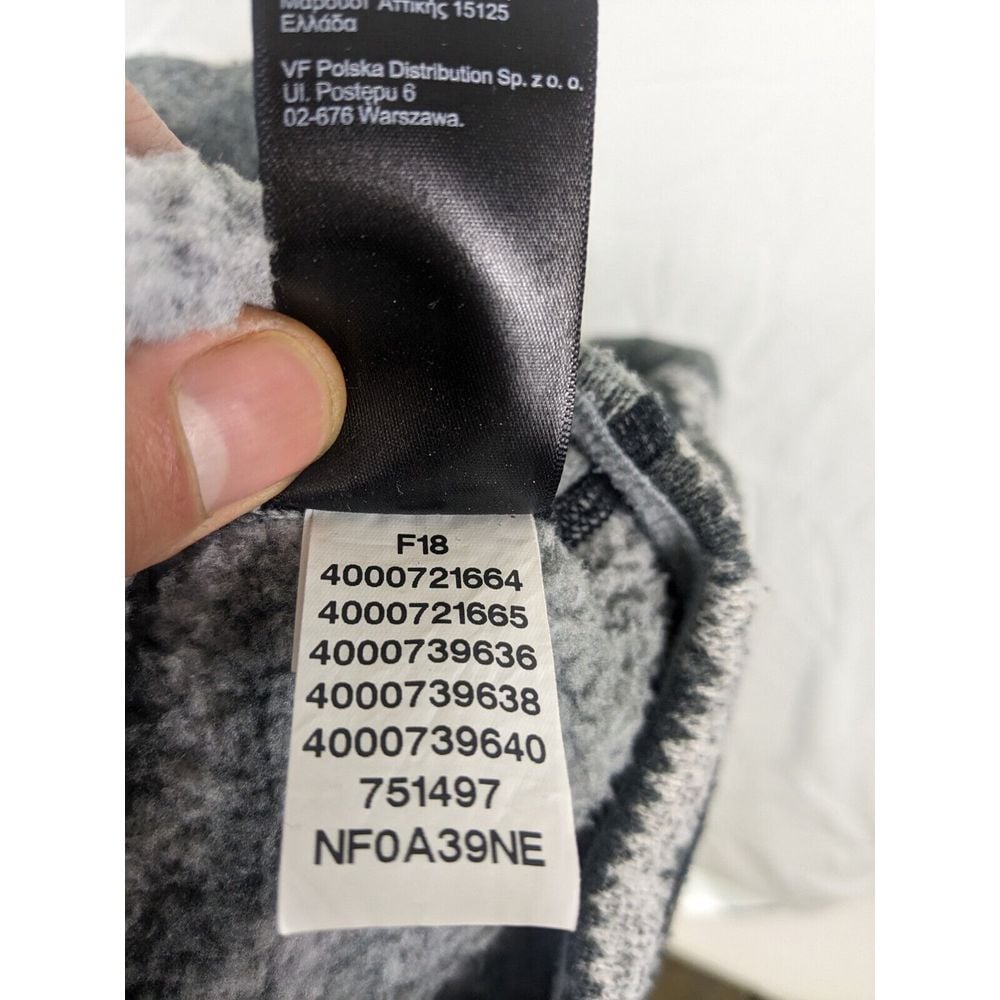 Μαρούσι Αττικής 15125
Ελλάδα
VF Polska Distribution Sp. z o. o.
Ul. Postępu 6
02-676 Warszawa.
F18
4000721664
4000721665
4000739636
4000739638
4000739640
751497
NF0A39NE